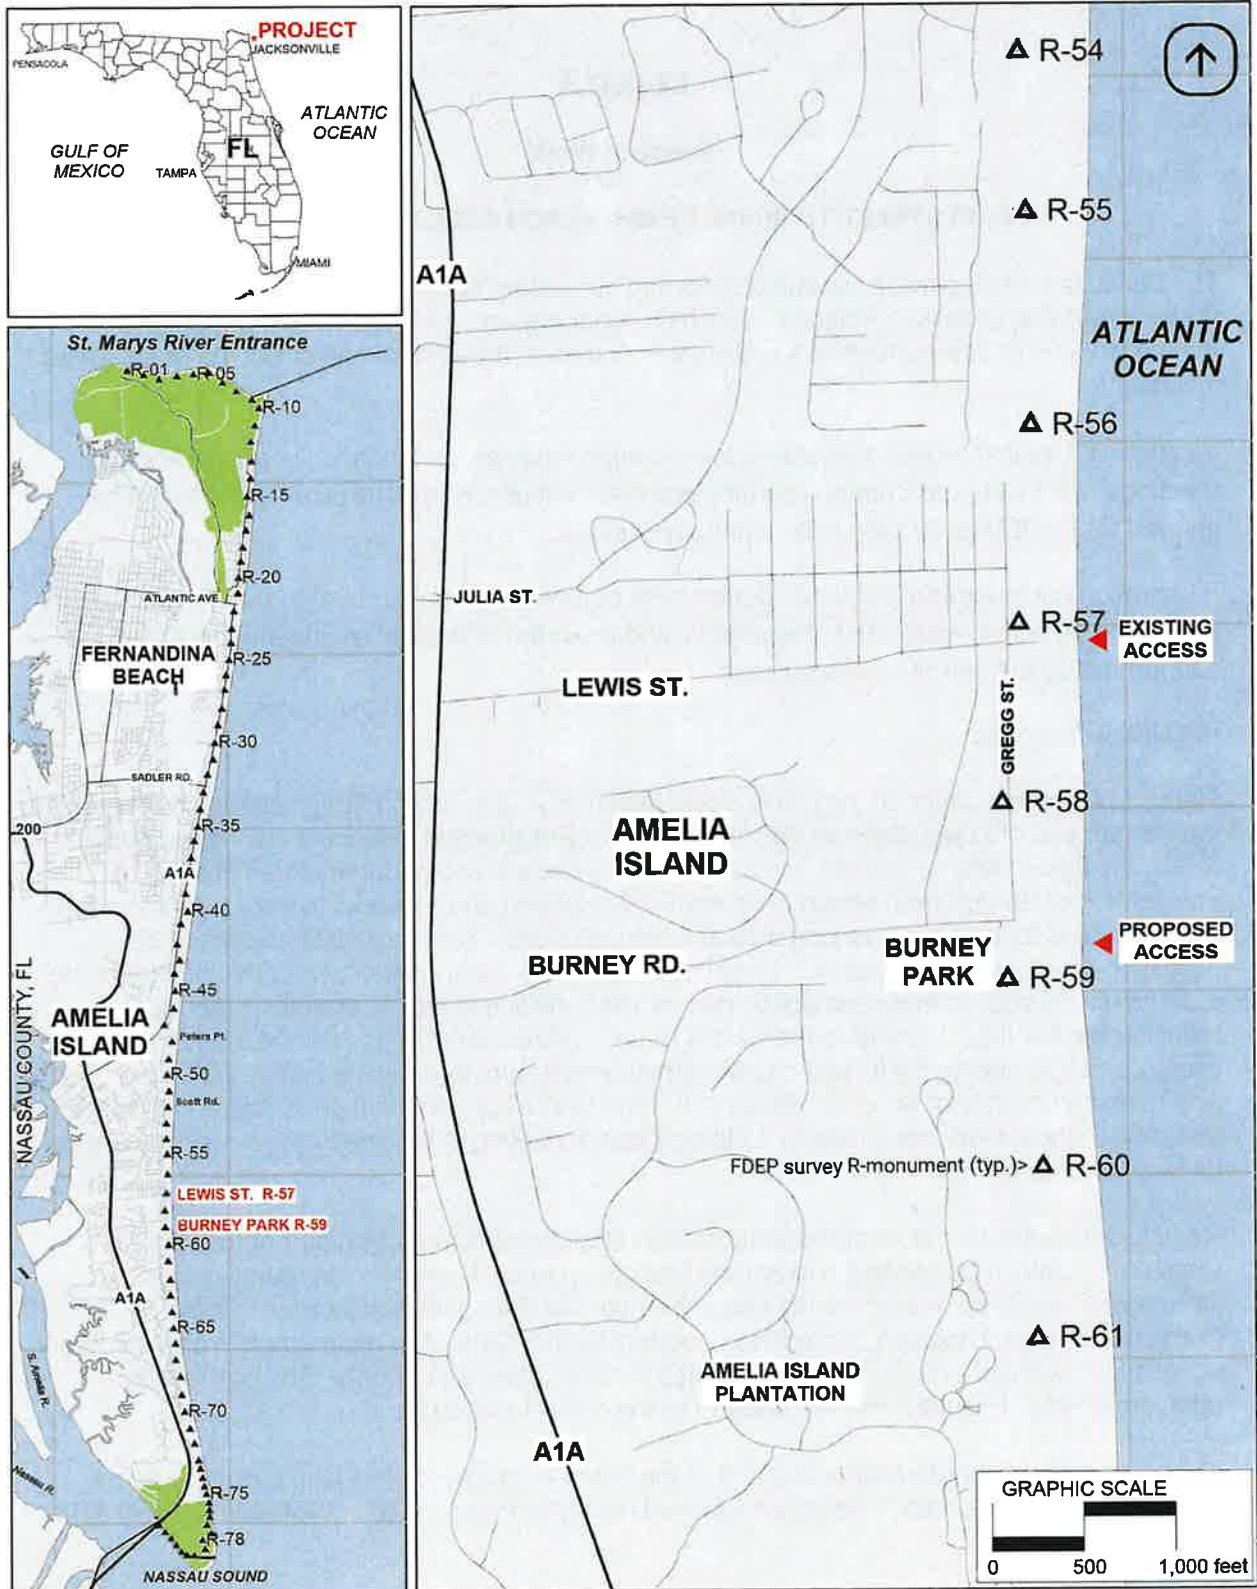 PROJECT
JACKSONVILLE
PENSACOLA
ATLANTIC
OCEAN
GULF OF
MEXICO
FL
TAMPA
MIAMI
St. Marys River Entrance
R-01
R-05
R-10
R-15
R-20
ATLANTIC AVE
FERNANDINA
BEACH
R-25
R-30
SADLER RD.
200
R-35
A1A
R-40
R-45
NASSAU COUNTY, FL
AMELIA
ISLAND
Peters Pt.
R-50
Scott Rd.
R-55
LEWIS ST. R-57
BURNEY PARK R-59
R-60
A1A
R-65
S. Amelia R.
R-70
Nassau R.
R-75
R-78
NASSAU SOUND
R-54
R-55
A1A
ATLANTIC
OCEAN
R-56
JULIA ST.
R-57
EXISTING
ACCESS
LEWIS ST.
GREGG ST.
R-58
AMELIA
ISLAND
PROPOSED
ACCESS
BURNEY
PARK
BURNEY RD.
R-59
FDEP survey R-monument (typ.)>
R-60
R-61
AMELIA ISLAND
PLANTATION
A1A
GRAPHIC SCALE
0 500 1,000 feet